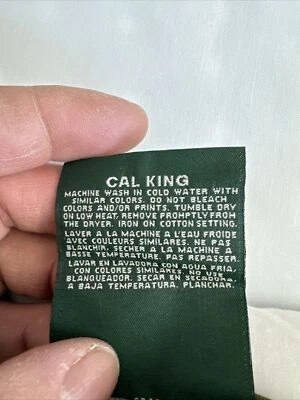 CAL KING
MACHINE WASH IN COLD WATER WITH
SIMILAR COLORS. DO NOT BLEACH
COLORS AND/OR PRINTS. TUMBLE DRY
ON LOW HEAT, REMOVE PROMPTLY FROM
THE DRYER. IRON ON COTTON SETTING.
LAVER A LA MACHINE A L'EAU FROIDE
AVEC COULEURS SIMILAIRES. NE PAS
BLANCHIR. SECHER A LA MACHINE A
BASSE TEMPERATURE. PAS REPASSER.
LAVAR EN LAVADORA CON AGUA FRIA,
CON COLORES SIMILARES. NO USE
BLANQUEADOR. SECAR EN SECADORA,
A BAJA TEMPERATURA. PLANCHAR.